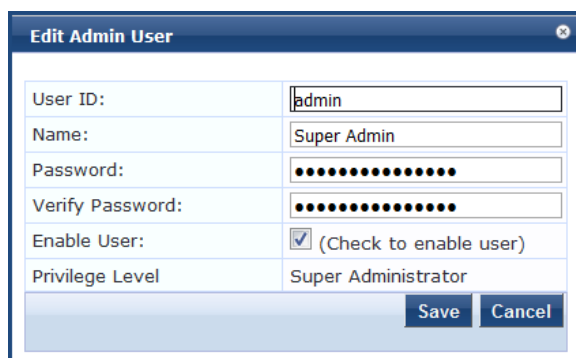 Edit Admin User
User ID: admin
Name: Super Admin
Password: •••••••••••••••
Verify Password: •••••••••••••••
Enable User: (Check to enable user)
Privilege Level Super Administrator
Save Cancel